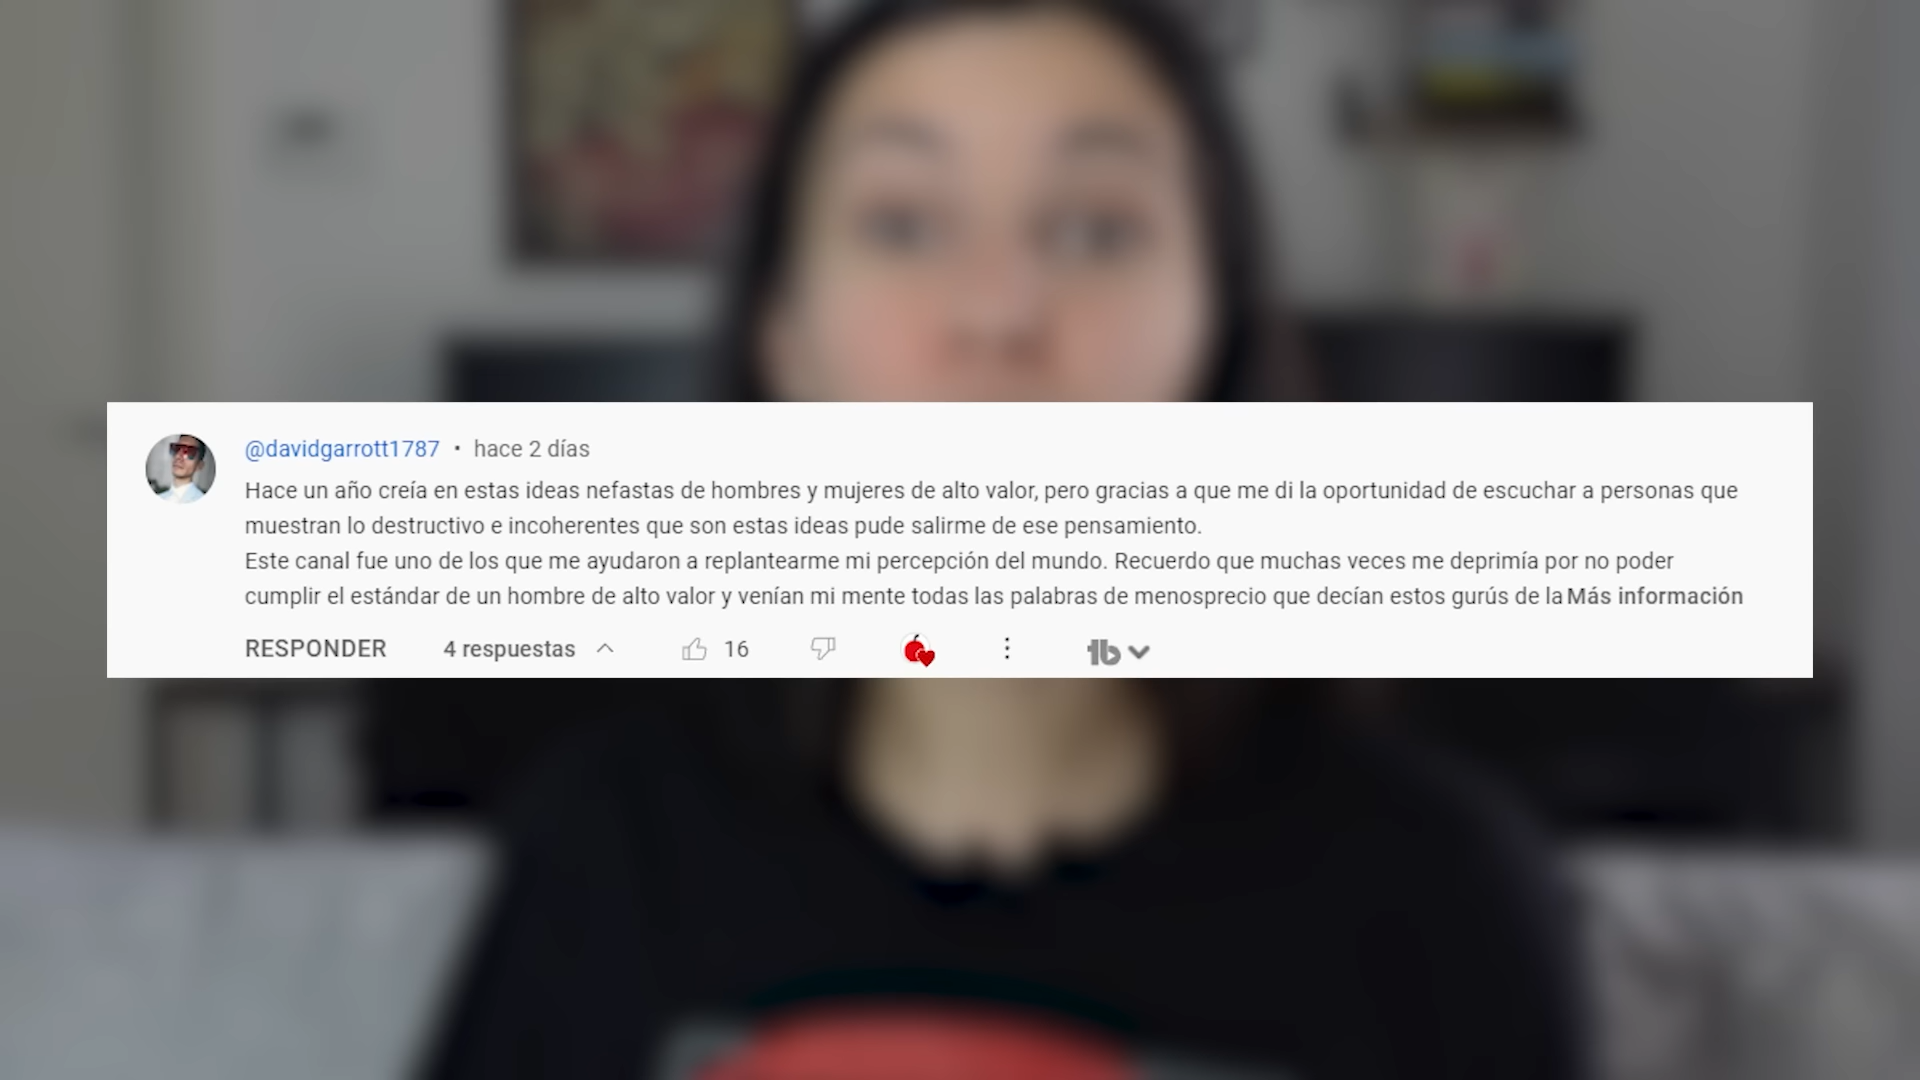 @davidgarrott1787 • hace 2 días
Hace un año creía en estas ideas nefastas de hombres y mujeres de alto valor, pero gracias a que me di la oportunidad de escuchar a personas que
muestran lo destructivo e incoherentes que son estas ideas pude salirme de ese pensamiento.
Este canal fue uno de los que me ayudaron a replantearme mi percepción del mundo. Recuerdo que muchas veces me deprimía por no poder
cumplir el estándar de un hombre de alto valor y venían mi mente todas las palabras de menosprecio que decían estos gurús de la Más información
RESPONDER 4 respuestas 16